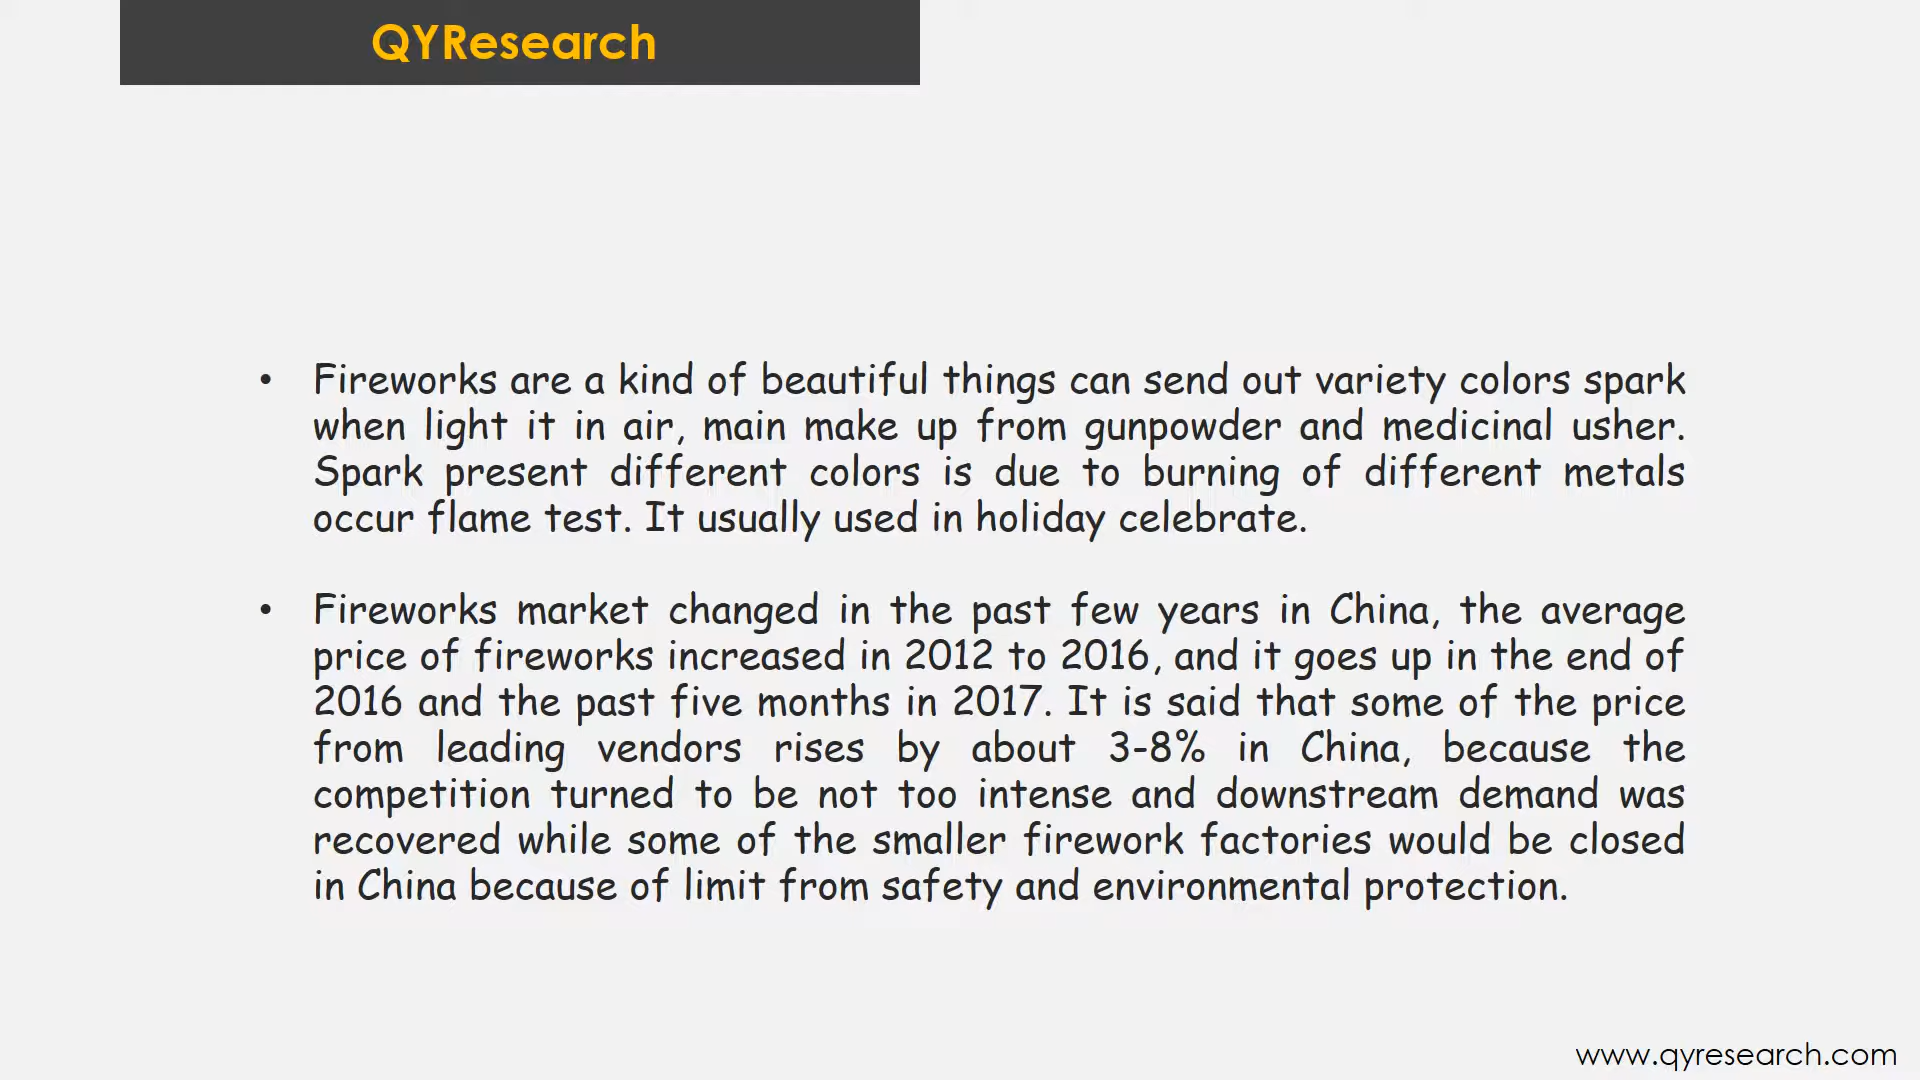 QYResearch
• Fireworks are a kind of beautiful things can send out variety colors spark
when light it in air, main make up from gunpowder and medicinal usher.
Spark present different colors is due to burning of different metals
occur flame test. It usually used in holiday celebrate.
• Fireworks market changed in the past few years in China, the average
price of fireworks increased in 2012 to 2016, and it goes up in the end of
2016 and the past five months in 2017. It is said that some of the price
from leading vendors rises by about 3-8% in China, because the
competition turned to be not too intense and downstream demand was
recovered while some of the smaller firework factories would be closed
in China because of limit from safety and environmental protection.
www.qyresearch.com